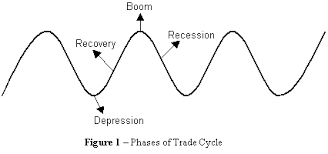 Boom
Recovery
Recession
Depression
Figure 1 – Phases of Trade Cycle